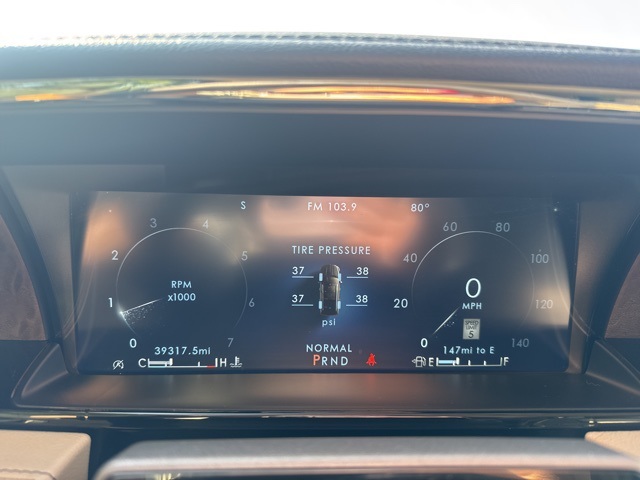 S FM 103.9 80°
TIRE PRESSURE
37 38
37 38
psi
0 1 2 3 4 5 6 7
RPM
x1000
39317.5mi
C H
NORMAL
PRND
0 20 40 60 80 100 120 140
0
MPH
5
147mi to E
E F